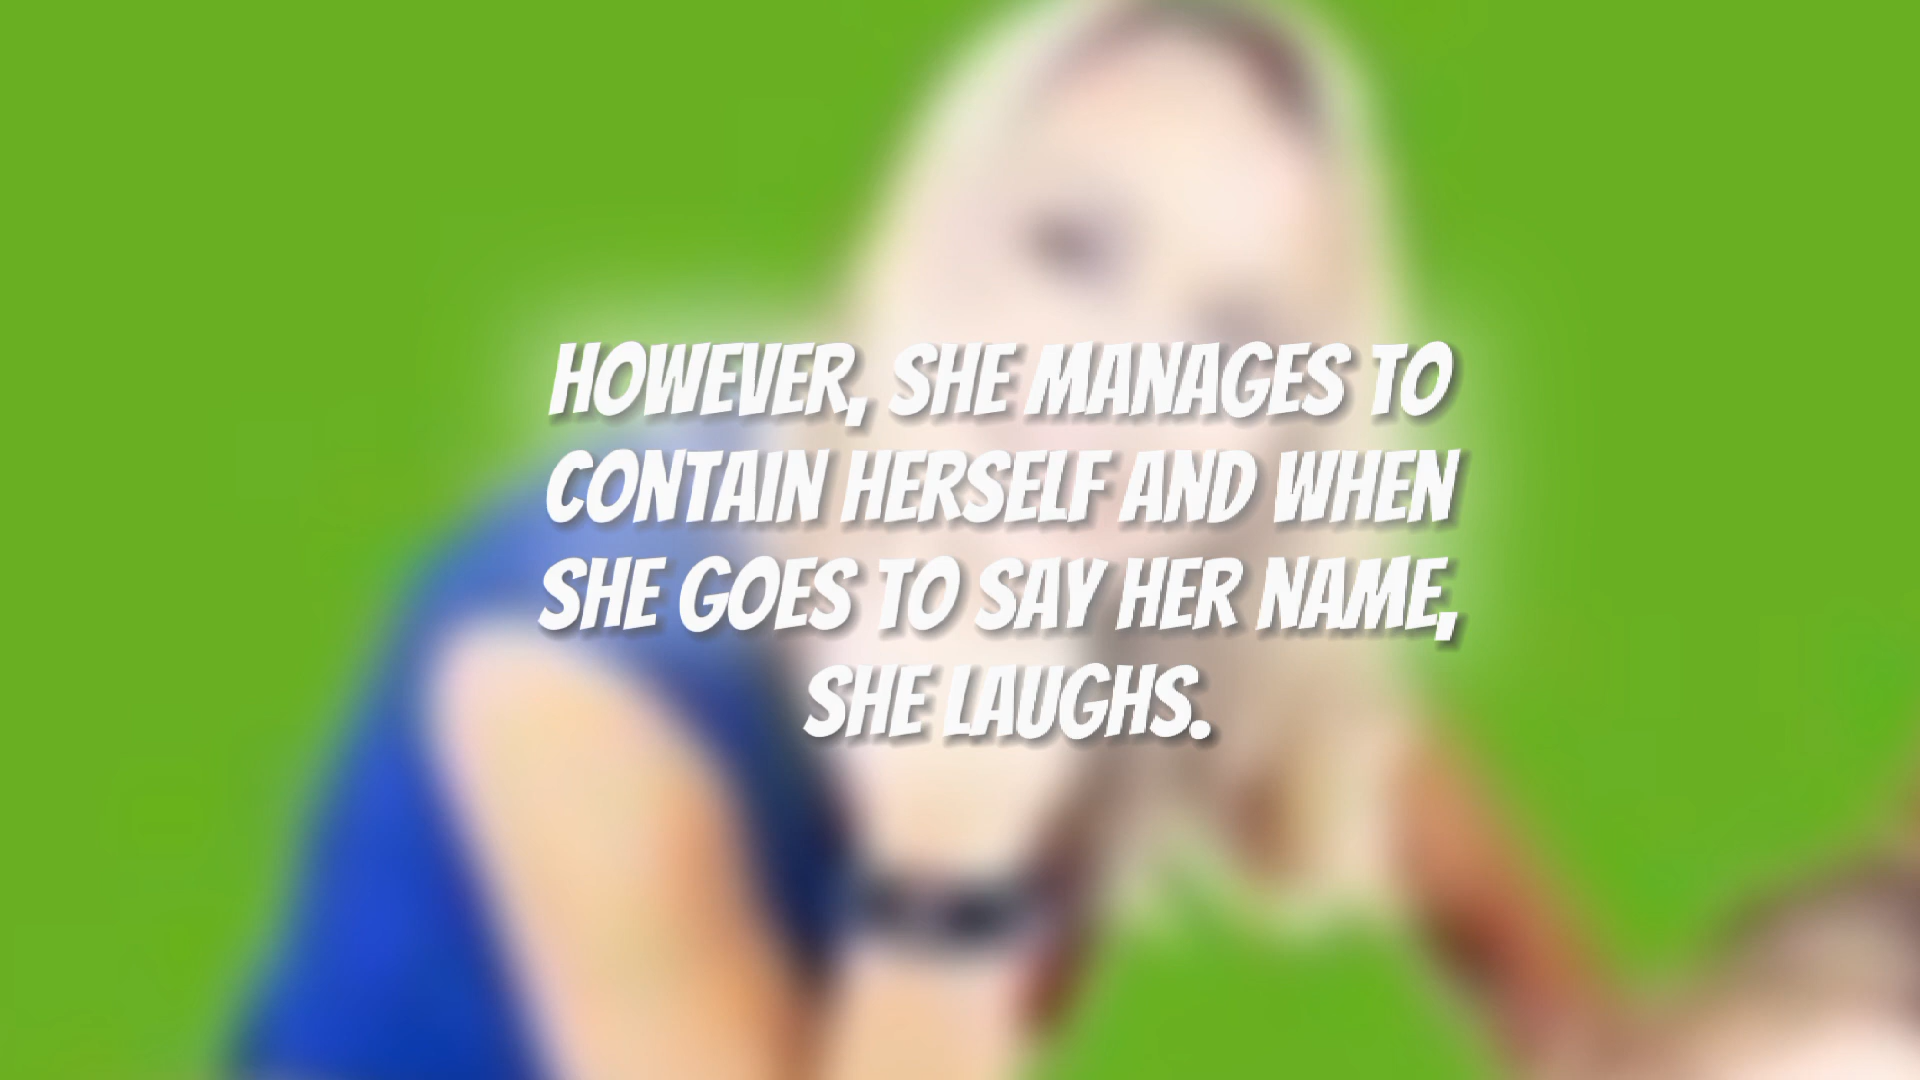 HOWEVER, SHE MANAGES TO
CONTAIN HERSELF AND WHEN
SHE GOES TO SAY HER NAME,
SHE LAUGHS.